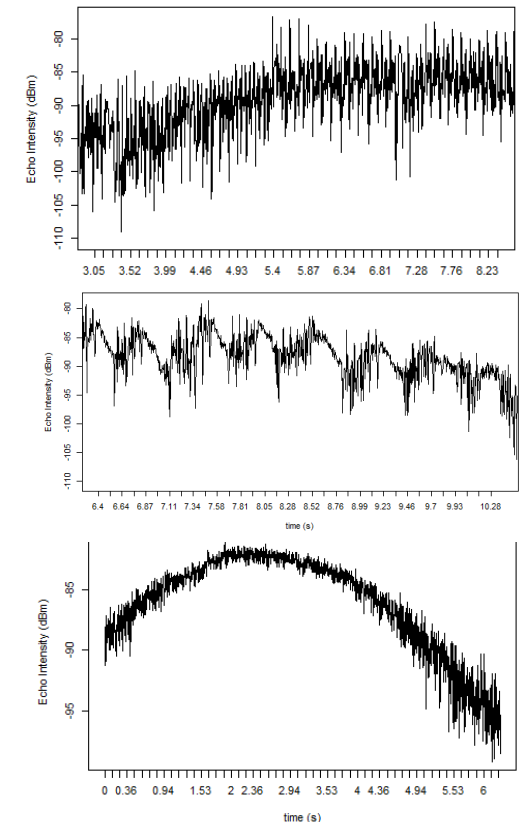 Echo Intensity (dBm)
-80
-85
-90
-95
-100
-105
-110
3.05 3.52 3.99 4.46 4.93 5.4 5.87 6.34 6.81 7.28 7.76 8.23
Echo Intensity (dBm)
-80
-85
-90
-95
-100
-105
-110
6.4 6.64 6.87 7.11 7.34 7.58 7.81 8.05 8.28 8.52 8.76 8.99 9.23 9.46 9.7 9.93 10.28
time (s)
Echo Intensity (dBm)
-85
-90
-95
0 0.36 0.94 1.53 2 2.36 2.94 3.53 4 4.36 4.94 5.53 6
time (s)